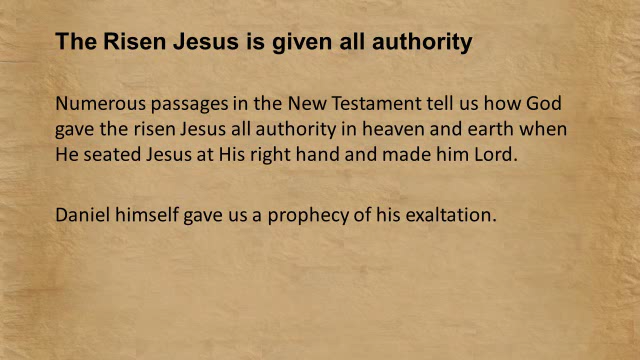 The Risen Jesus is given all authority
Numerous passages in the New Testament tell us how God
gave the risen Jesus all authority in heaven and earth when
He seated Jesus at His right hand and made him Lord.
Daniel himself gave us a prophecy of his exaltation.